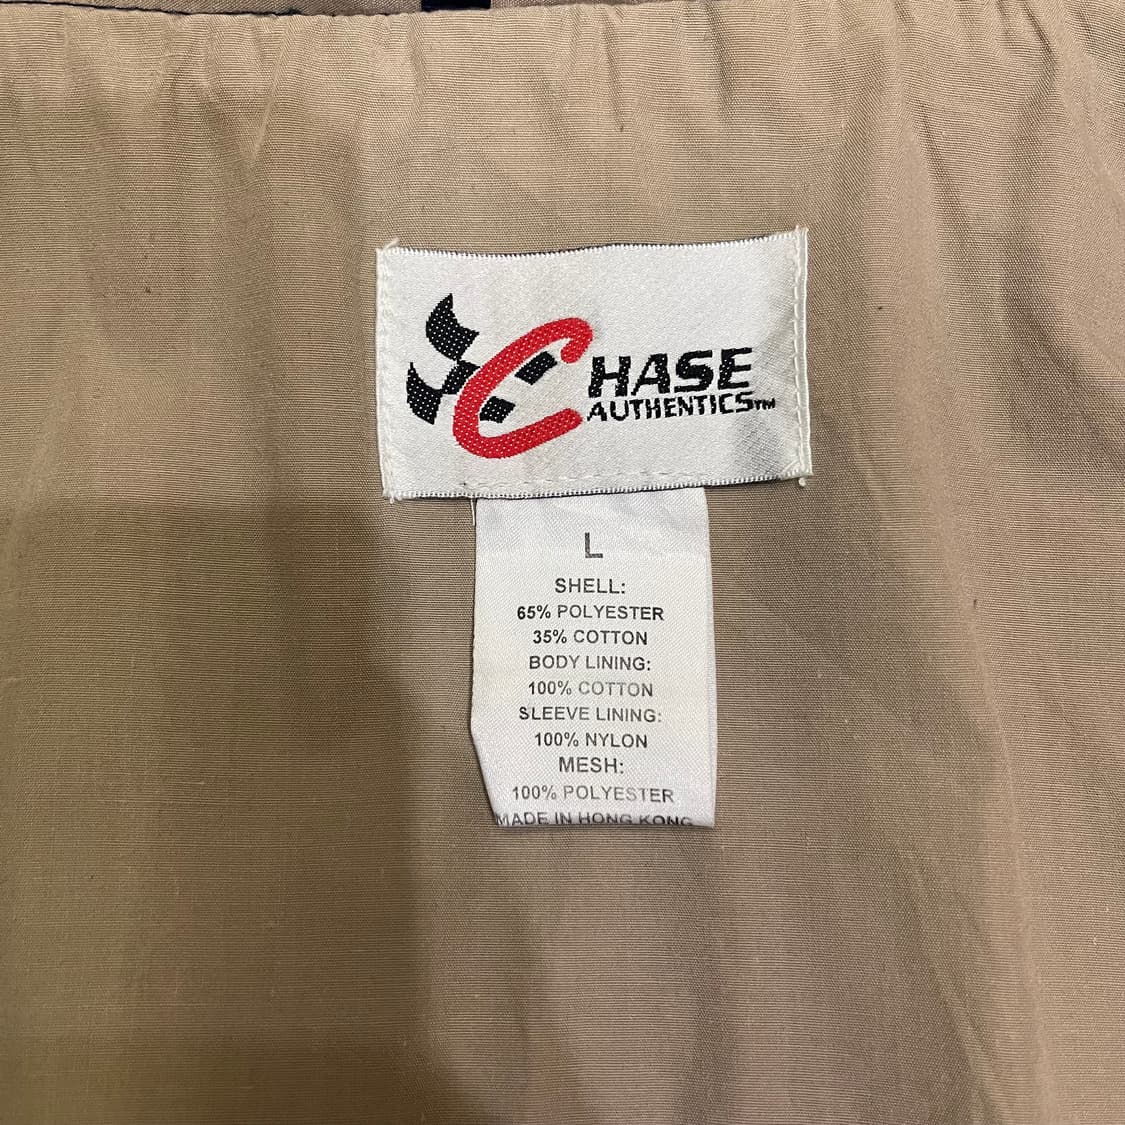 CHASE
AUTHENTICS™
L
SHELL:
65% POLYESTER
35% COTTON
BODY LINING:
100% COTTON
SLEEVE LINING:
100% NYLON
MESH:
100% POLYESTER
MADE IN HONG KONG